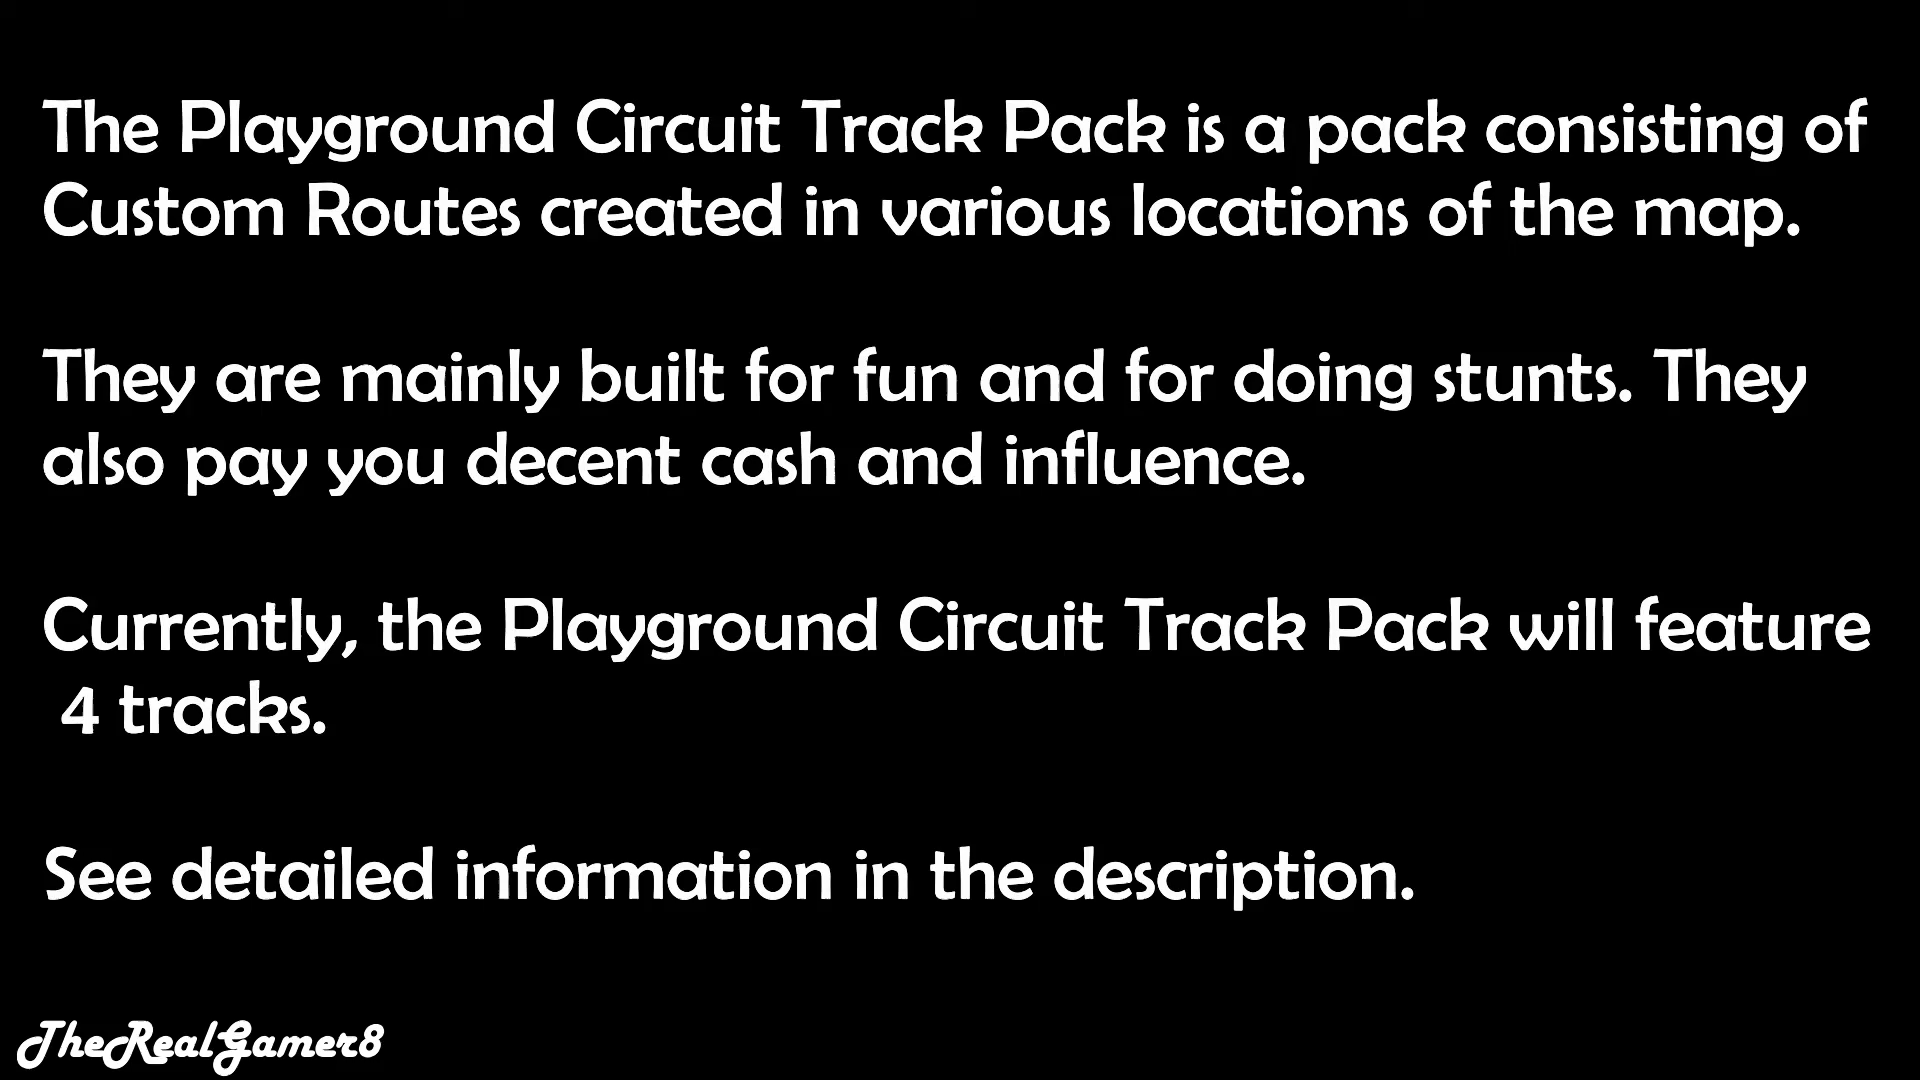 The Playground Circuit Track Pack is a pack consisting of
Custom Routes created in various locations of the map.
They are mainly built for fun and for doing stunts. They
also pay you decent cash and influence.
Currently, the Playground Circuit Track Pack will feature
4 tracks.
See detailed information in the description.
TheRealGamer8